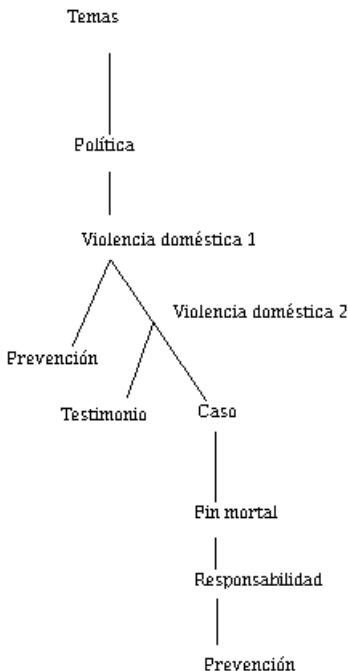 Temas
Política
Violencia doméstica 1
Violencia doméstica 2
Prevención
Testimonio
Caso
Fin mortal
Responsabilidad
Prevención